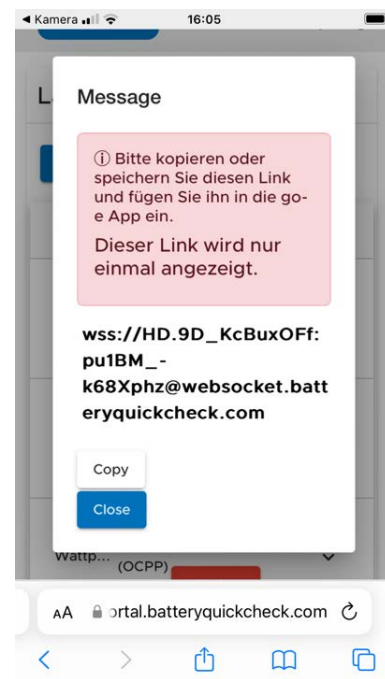 ◀ Kamera 16:05
Message
ⓘ Bitte kopieren oder
speichern Sie diesen Link
und fügen Sie ihn in die go-
e App ein.
Dieser Link wird nur
einmal angezeigt.
wss://HD.9D_KcBuxOFf:
pu1BM_-
k68Xphz@websocket.batt
eryquickcheck.com
Copy
Close
Wattp...
(OCPP)
AA ortal.batteryquickcheck.com